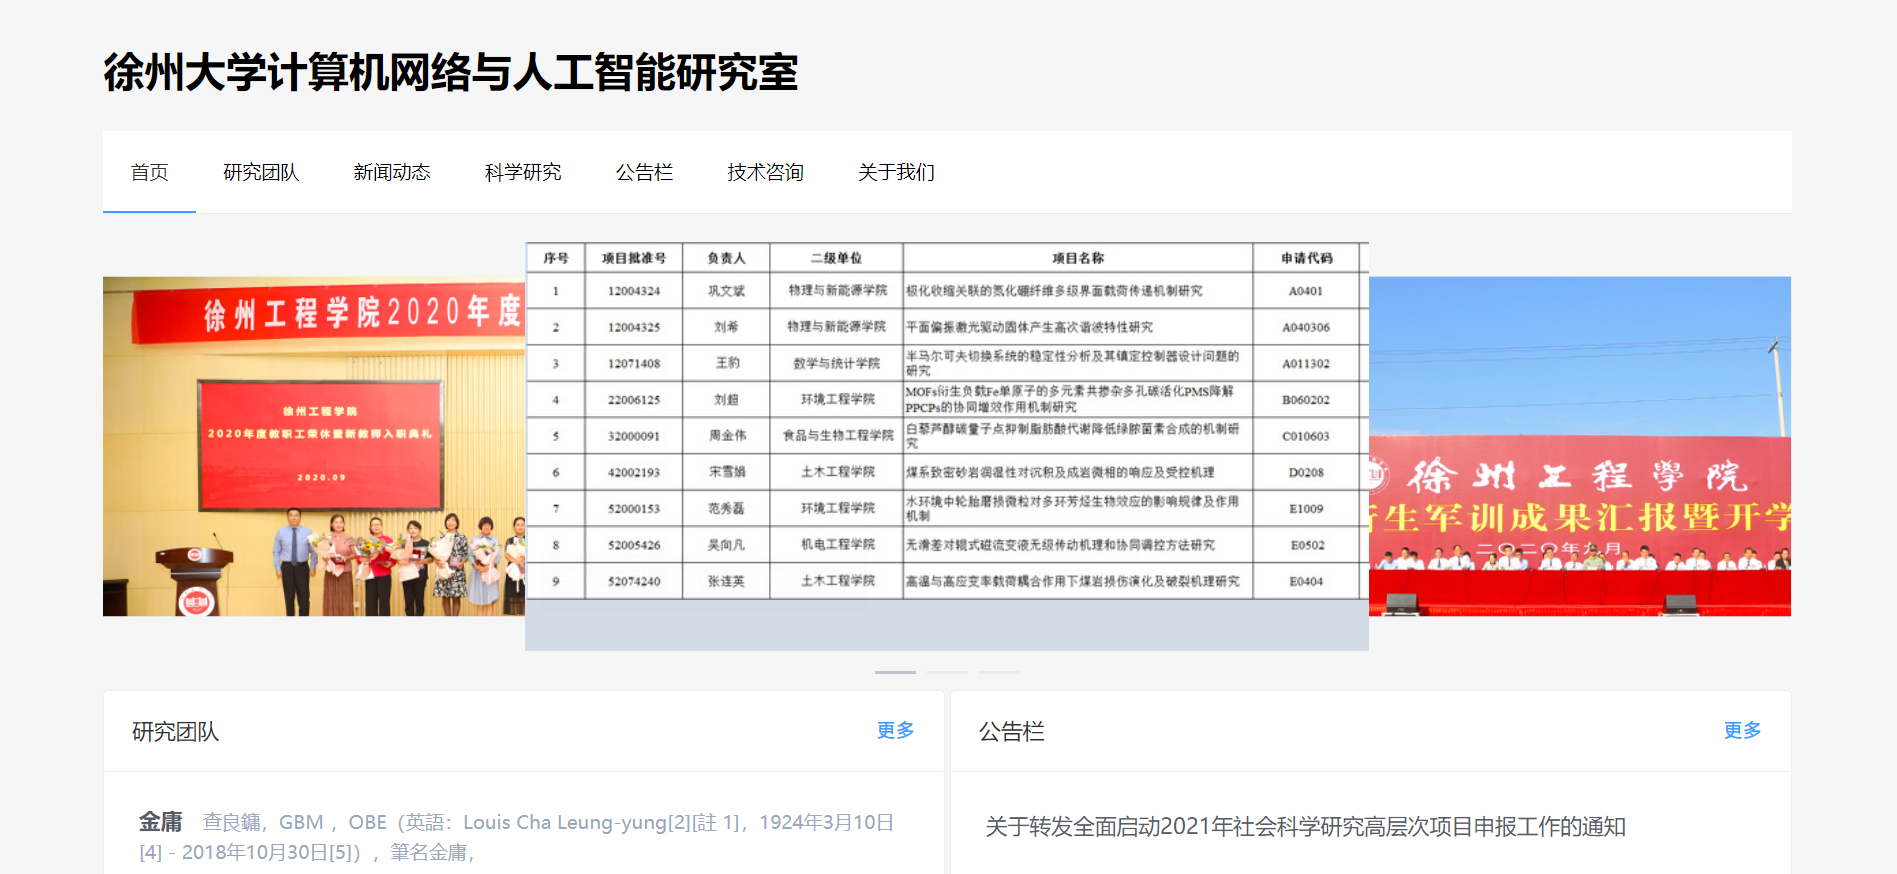 徐州大学计算机网络与人工智能研究室
首页 研究团队 新闻动态 科学研究 公告栏 技术咨询 关于我们
徐州工程学院2020年度
徐州工程学院
2020年度教职工荣休暨新教师入职典礼
2020.09
序号 项目批准号 负责人 二级单位 项目名称 申请代码
1 12004324 巩文斌 物理与新能源学院 极化收缩关联的氮化硼纤维多级界面载荷传递机制研究 A0401
2 12004325 刘希 物理与新能源学院 平面偏振激光驱动固体产生高次谐波特性研究 A040306
3 12071408 王豹 数学与统计学院 半马尔可夫切换系统的稳定性分析及其镇定控制器设计问题的
研究 A011302
4 22006125 刘超 环境工程学院 MOFs衍生负载Fe单原子的多元素共掺杂多孔碳活化PMS降解
PPCPs的协同增效作用机制研究 B060202
5 32000091 周金伟 食品与生物工程学院 白藜芦醇碳量子点抑制脂肪酸代谢降低绿脓菌素合成的机制研
究 C010603
6 42002193 宋雪娟 土木工程学院 煤系致密砂岩润湿性对沉积及成岩微相的响应及受控机理 D0208
7 52000153 范秀磊 环境工程学院 水环境中轮胎磨损微粒对多环芳烃生物效应的影响规律及作用
机制 E1009
8 52005426 吴向凡 机电工程学院 无滑差对辊式磁流变液无级传动机理和协同调控方法研究 E0502
9 52074240 张连英 土木工程学院 高温与高应变率载荷耦合作用下煤岩损伤演化及破裂机理研究 E0404
徐州工程學院
生军训成果汇报暨开学
二〇二〇年九月
研究团队 更多
金庸 查良鏞，GBM ，OBE（英語：Louis Cha Leung-yung[2][註 1]，1924年3月10日
[4]－2018年10月30日[5]），筆名金庸，
公告栏 更多
关于转发全面启动2021年社会科学研究高层次项目申报工作的通知